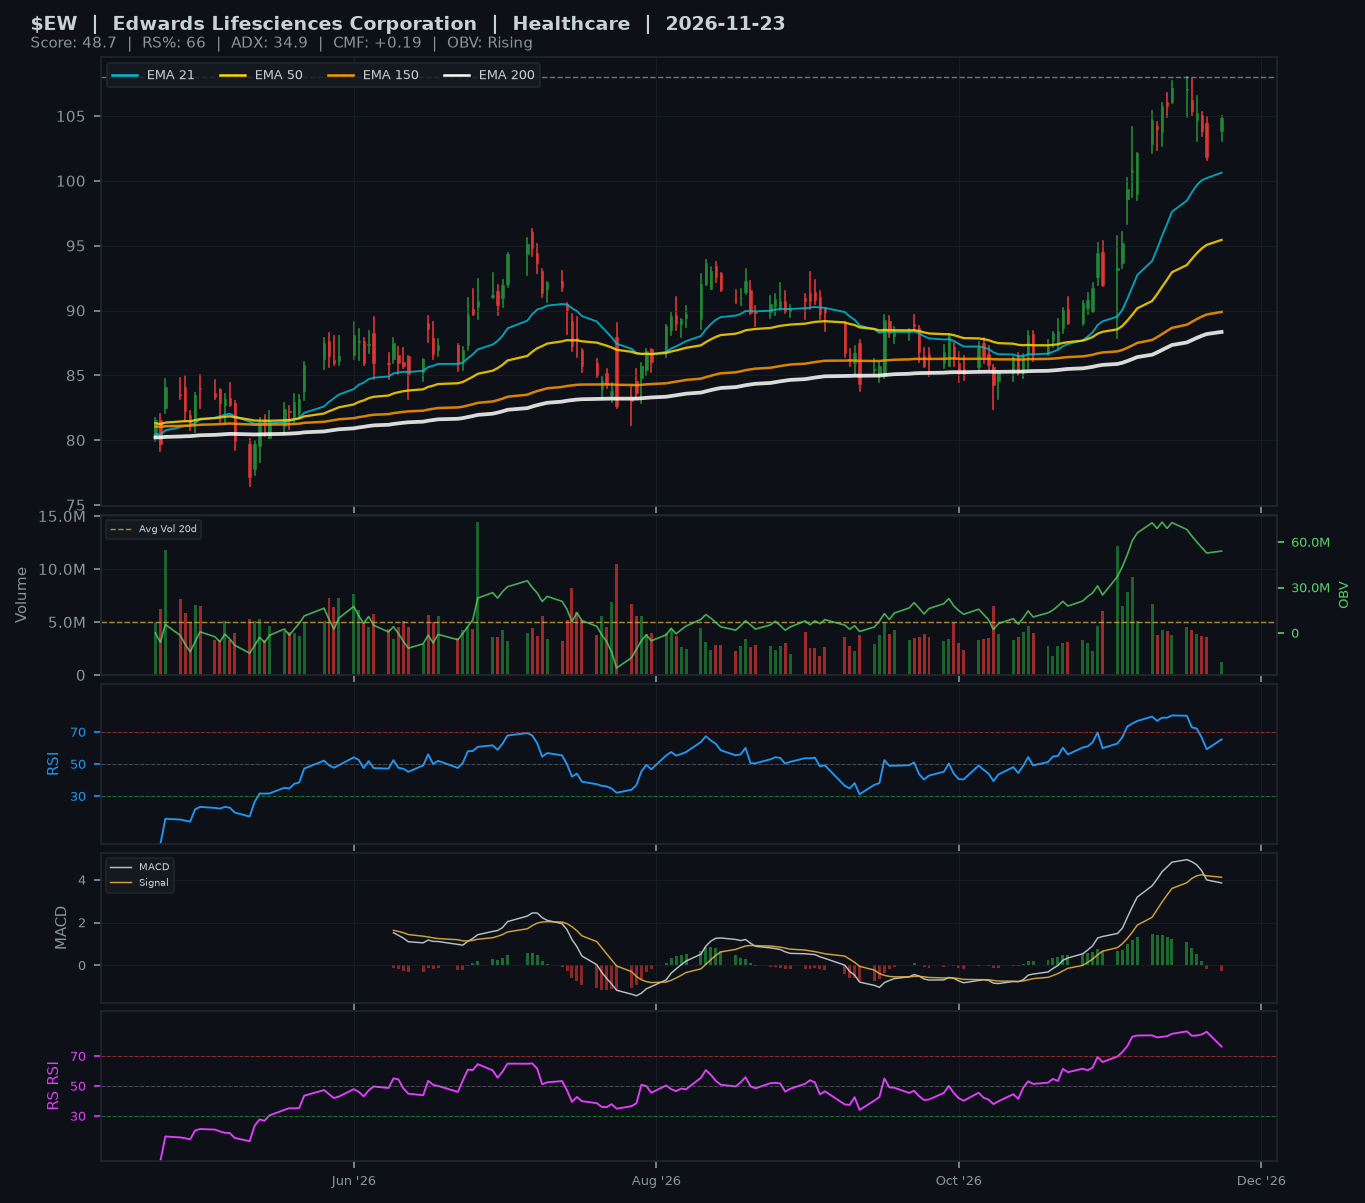 $EW | Edwards Lifesciences Corporation | Healthcare | 2026-11-23
Score: 48.7 | RS%: 66 | ADX: 34.9 | CMF: +0.19 | OBV: Rising
EMA 21 EMA 50 EMA 150 EMA 200
105
100
95
90
85
80
75
15.0M
10.0M
5.0M
0
Volume
Avg Vol 20d
60.0M
30.0M
0
OBV
70
50
30
RSI
MACD
Signal
4
2
0
MACD
70
50
30
RS RSI
Jun '26 Aug '26 Oct '26 Dec '26